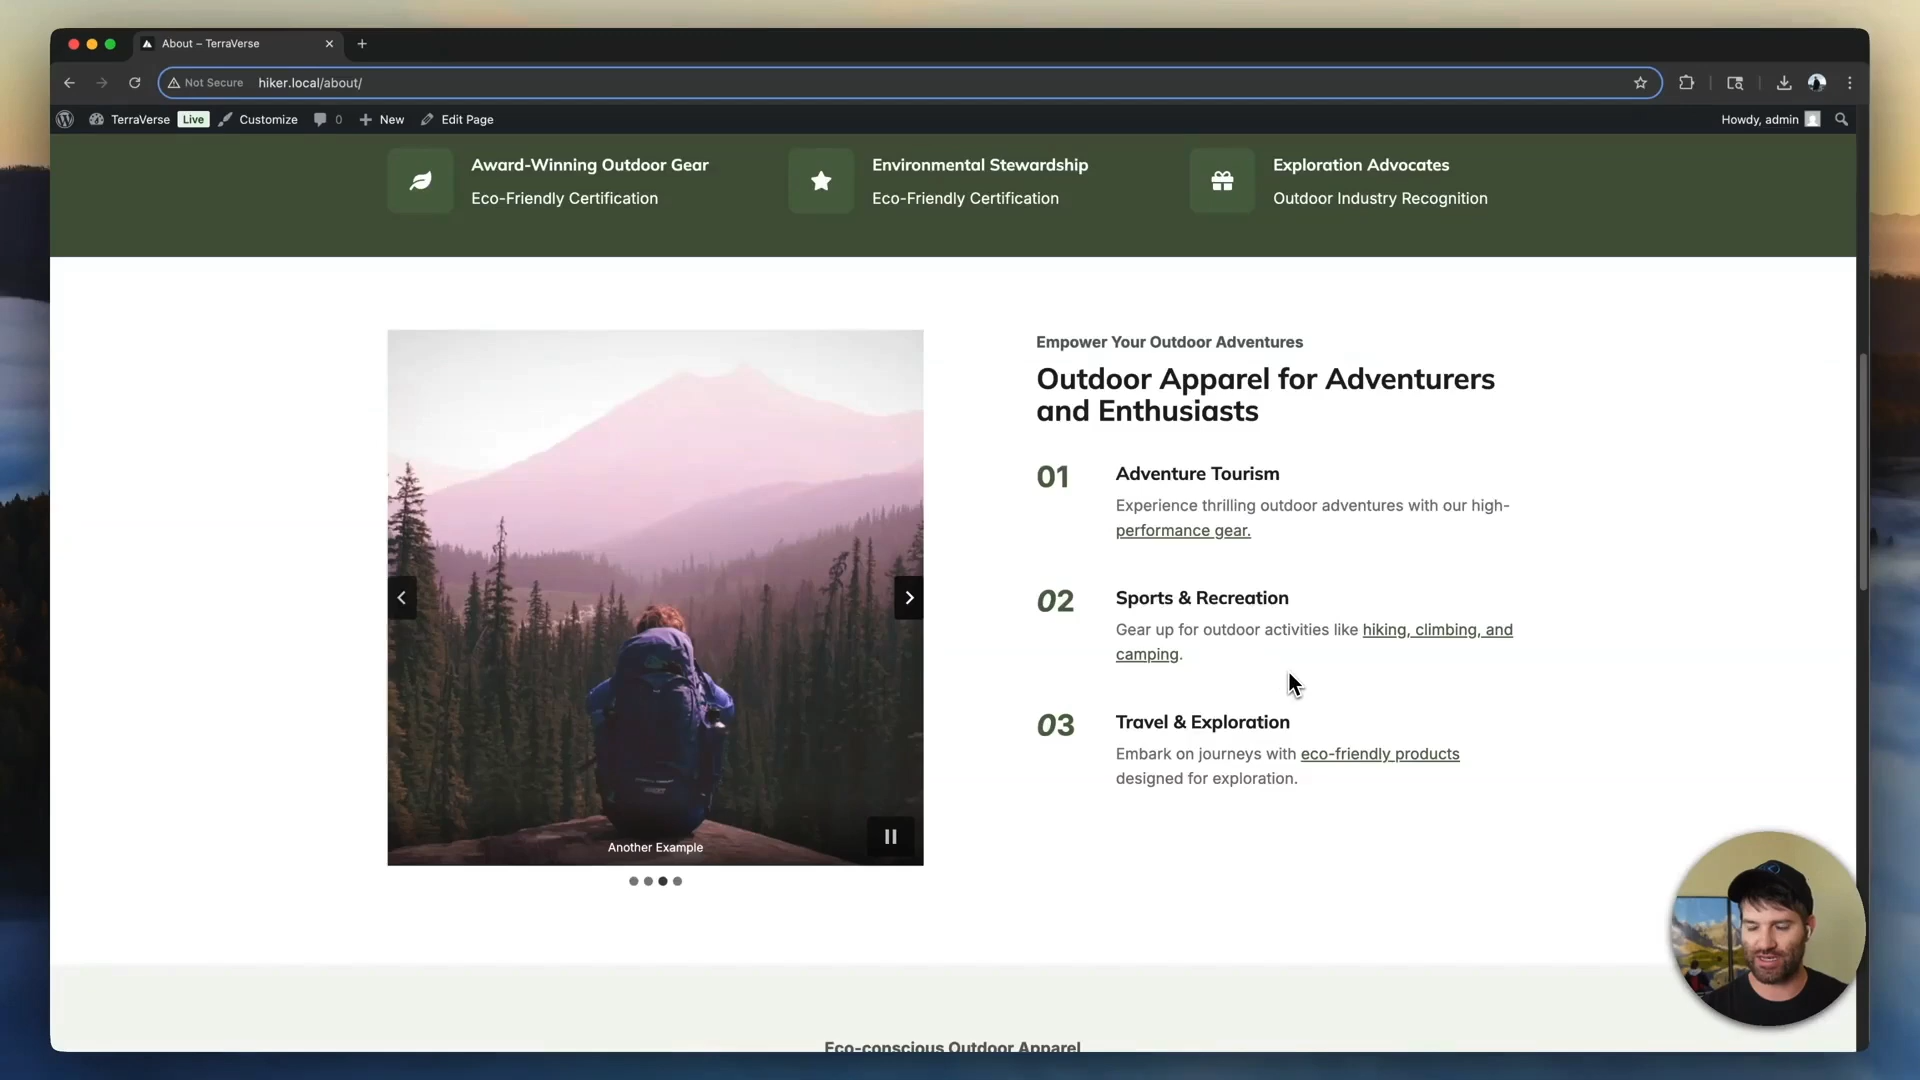 About – TerraVerse
Not Secure hiker.local/about/
TerraVerse Live Customize 0 New Edit Page Howdy, admin
Award-Winning Outdoor Gear
Eco-Friendly Certification
Environmental Stewardship
Eco-Friendly Certification
Exploration Advocates
Outdoor Industry Recognition
Another Example
Empower Your Outdoor Adventures
Outdoor Apparel for Adventurers
and Enthusiasts
01 Adventure Tourism
Experience thrilling outdoor adventures with our high-
performance gear.
02 Sports & Recreation
Gear up for outdoor activities like hiking, climbing, and
camping.
03 Travel & Exploration
Embark on journeys with eco-friendly products
designed for exploration.
Eco-conscious Outdoor Apparel